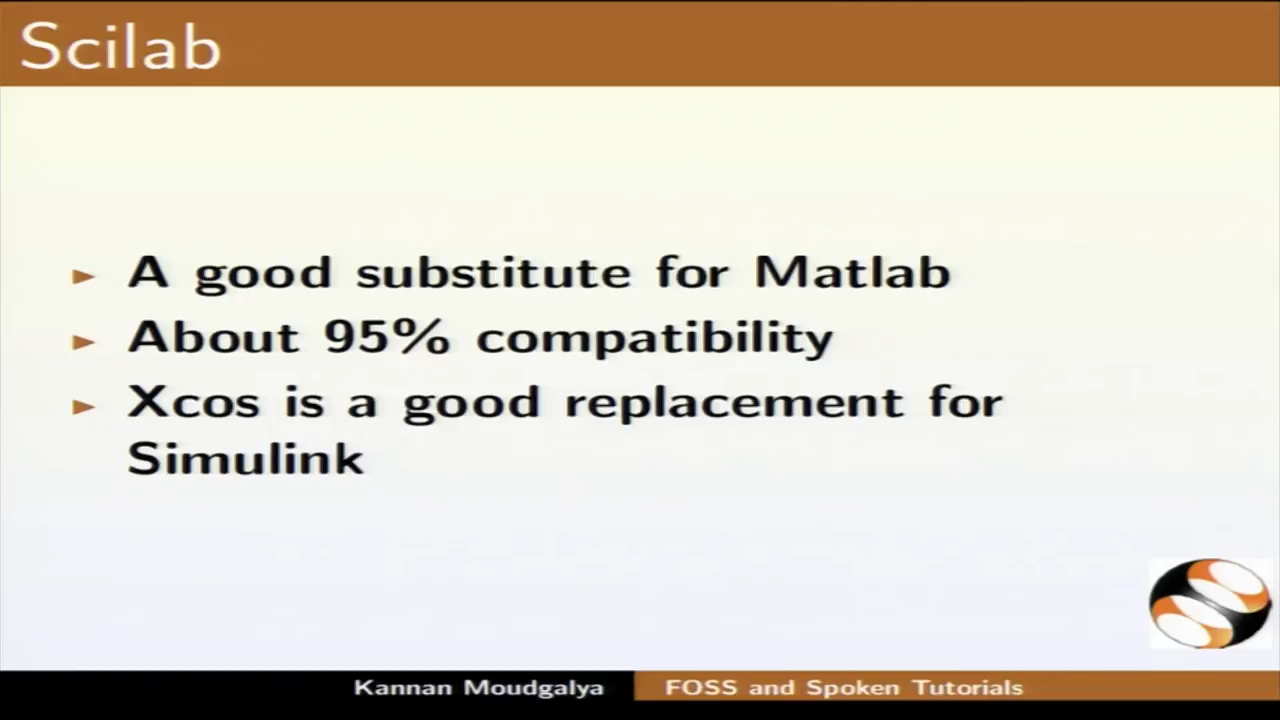 Scilab
► A good substitute for Matlab
► About 95% compatibility
► Xcos is a good replacement for
Simulink
Kannan Moudgalya FOSS and Spoken Tutorials